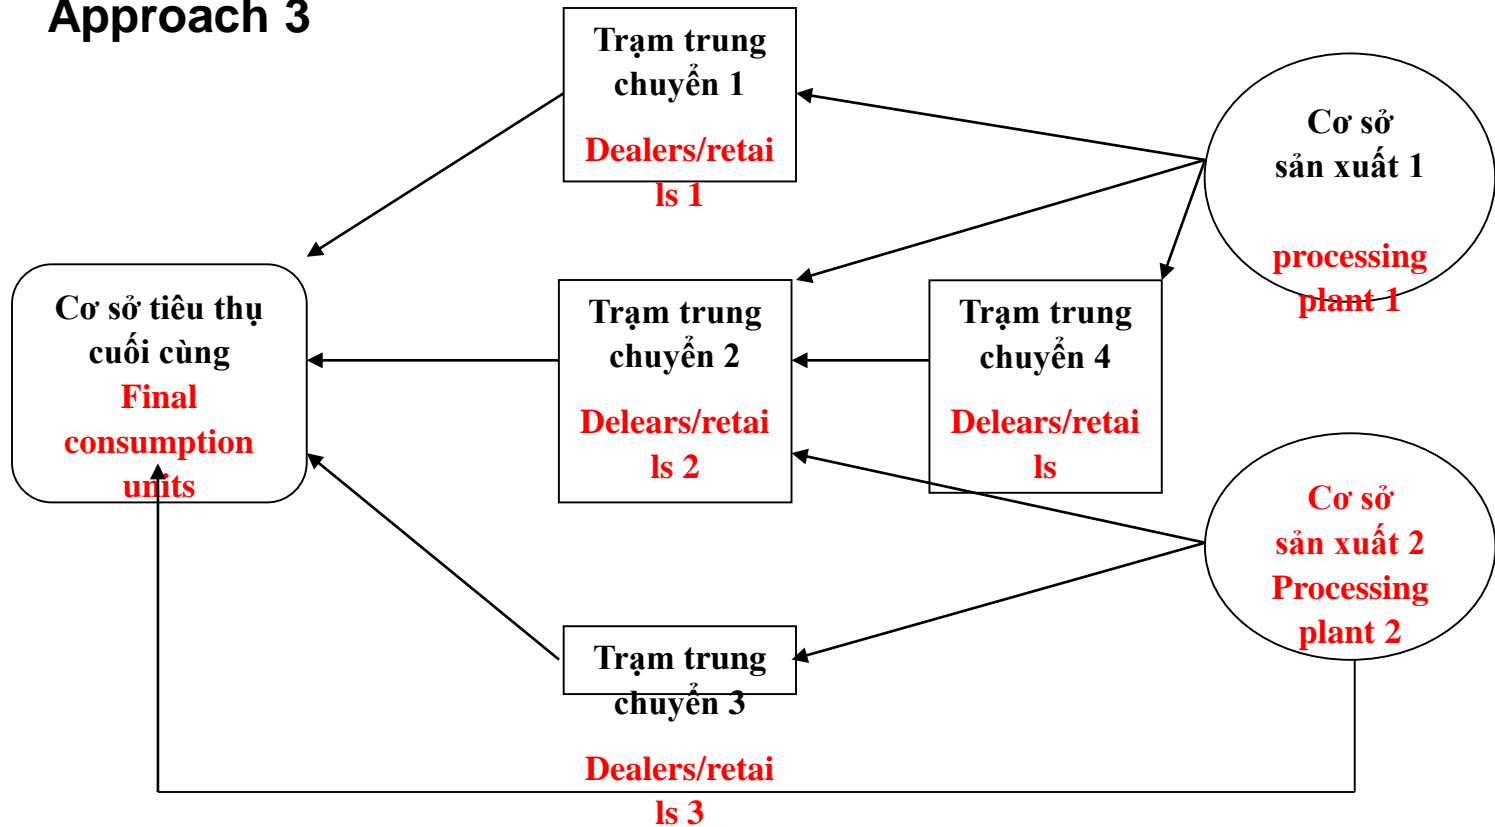 Approach 3
Trạm trung
chuyển 1
Dealers/retai
ls 1
Cơ sở
sản xuất 1
processing
plant 1
Cơ sở tiêu thụ
cuối cùng
Final
consumption
units
Trạm trung
chuyển 2
Delears/retai
ls 2
Trạm trung
chuyển 4
Delears/retai
ls
Cơ sở
sản xuất 2
Processing
plant 2
Trạm trung
chuyển 3
Dealers/retai
ls 3